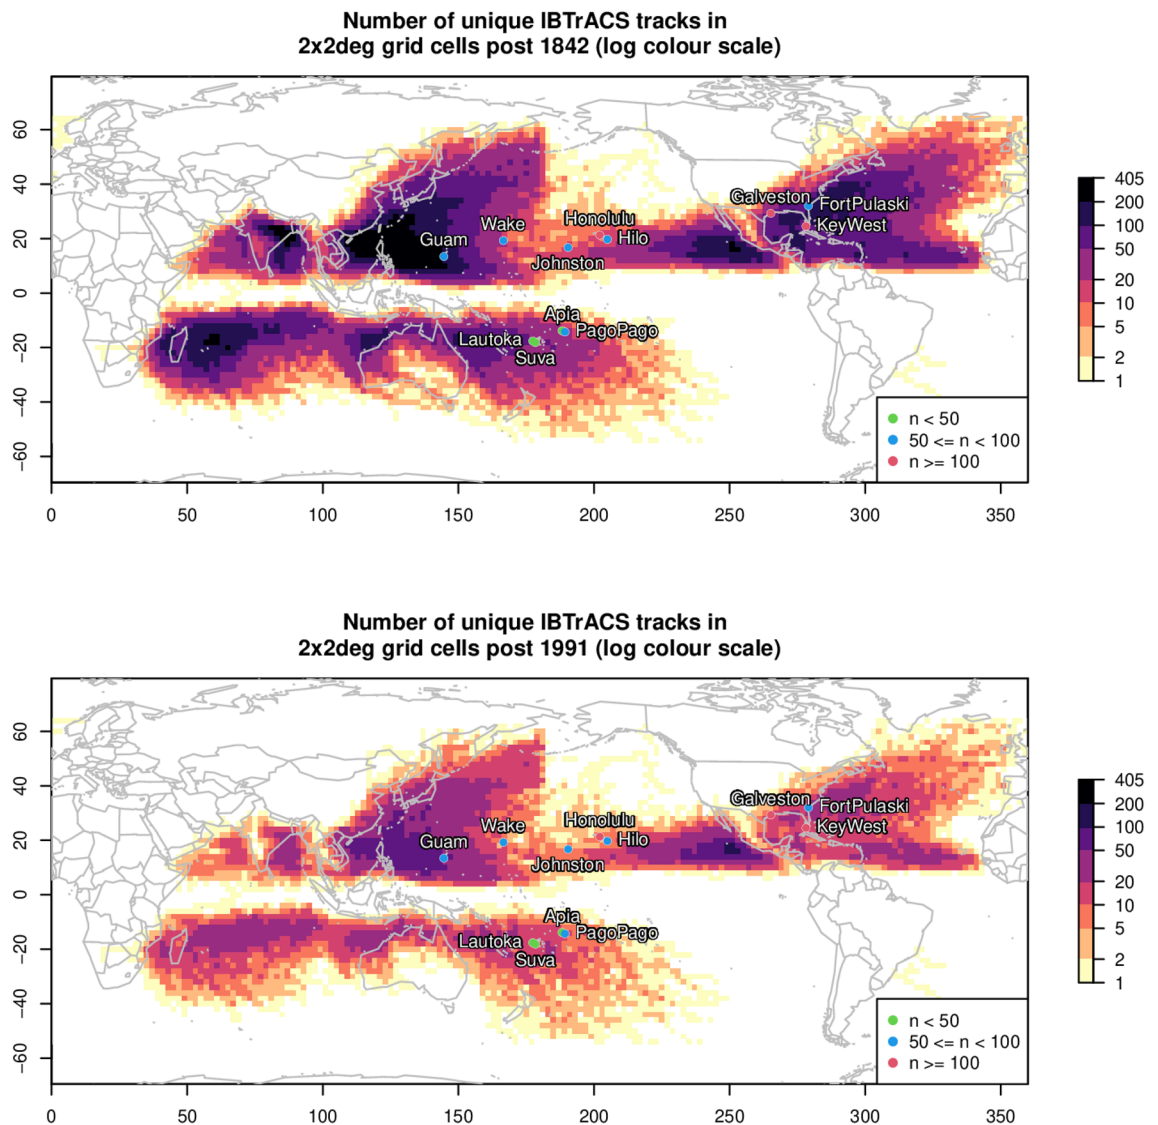 Number of unique IBTrACS tracks in
2x2deg grid cells post 1842 (log colour scale)
60
40
20
0
−20
−40
−60
Galveston
FortPulaski
Wake
Honolulu
KeyWest
Guam
Hilo
Johnston
Apia
PagoPago
Lautoka
Suva
405
200
100
50
20
10
5
2
1
n < 50
50 <= n < 100
n >= 100
0 50 100 150 200 250 300 350
Number of unique IBTrACS tracks in
2x2deg grid cells post 1991 (log colour scale)
60
40
20
0
−20
−40
−60
Galveston
FortPulaski
Wake
Honolulu
KeyWest
Guam
Hilo
Johnston
Apia
PagoPago
Lautoka
Suva
405
200
100
50
20
10
5
2
1
n < 50
50 <= n < 100
n >= 100
0 50 100 150 200 250 300 350